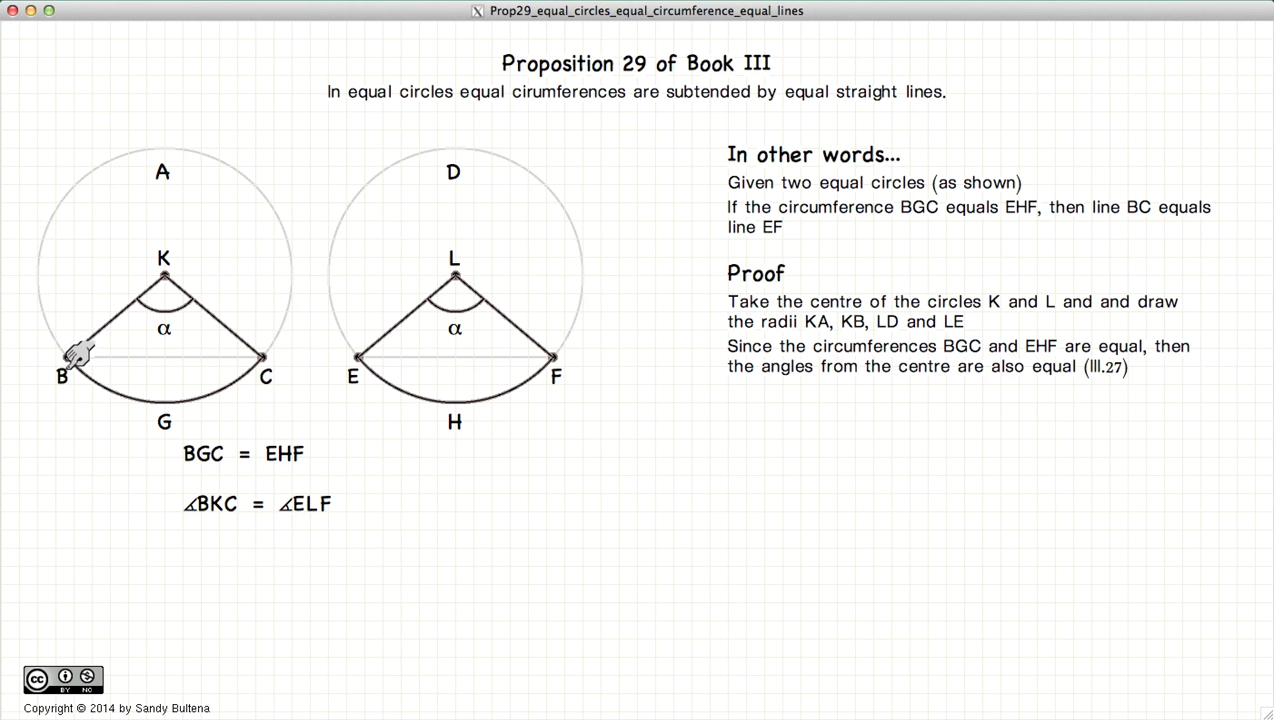 Prop29_equal_circles_equal_circumference_equal_lines
Proposition 29 of Book III
In equal circles equal cirumferences are subtended by equal straight lines.
A
D
K
L
α
α
B
C
E
F
G
H
BGC = EHF
∡BKC = ∡ELF
In other words...
Given two equal circles (as shown)
If the circumference BGC equals EHF, then line BC equals
line EF
Proof
Take the centre of the circles K and L and and draw
the radii KA, KB, LD and LE
Since the circumferences BGC and EHF are equal, then
the angles from the centre are also equal (III.27)
cc
BY NC
Copyright © 2014 by Sandy Bultena